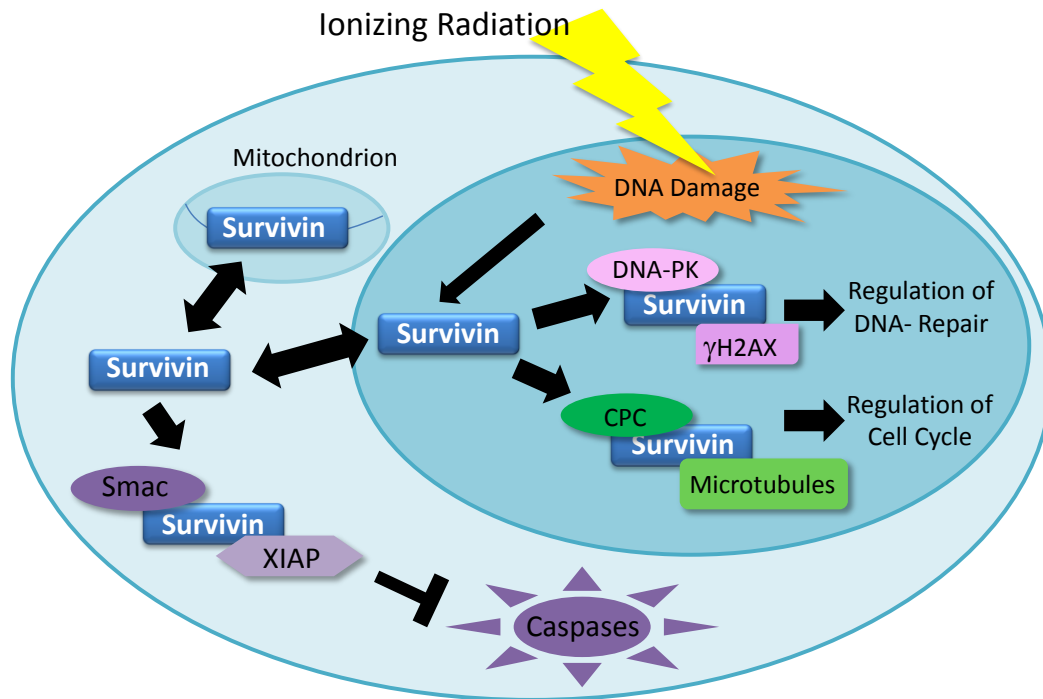 Ionizing Radiation
Mitochondrion
DNA Damage
Survivin
DNA-PK
Survivin
γH2AX
Regulation of
DNA- Repair
Survivin
Survivin
CPC
Survivin
Microtubules
Regulation of
Cell Cycle
Smac
Survivin
XIAP
Caspases